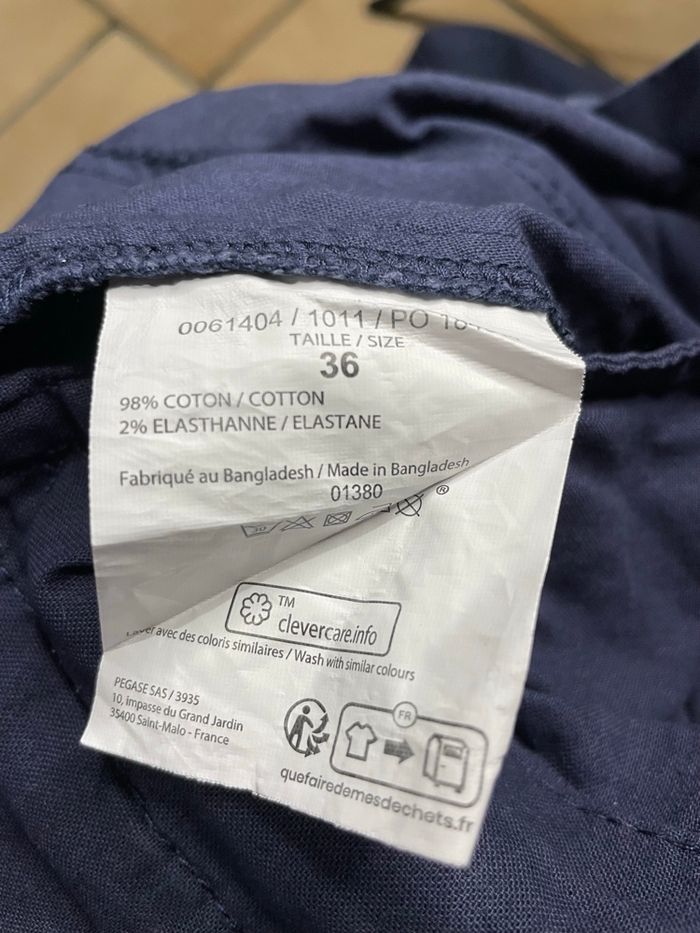 0061404 / 1011 / PO
TAILLE / SIZE
36
98% COTON / COTTON
2% ELASTHANNE / ELASTANE
Fabriqué au Bangladesh / Made in Bangladesh
01380
®
30
TM
clevercare.info
Laver avec des coloris similaires / Wash with similar colours
PEGASE SAS / 3935
10, impasse du Grand Jardin
35400 Saint-Malo - France
FR
quefairedemesdechets.fr